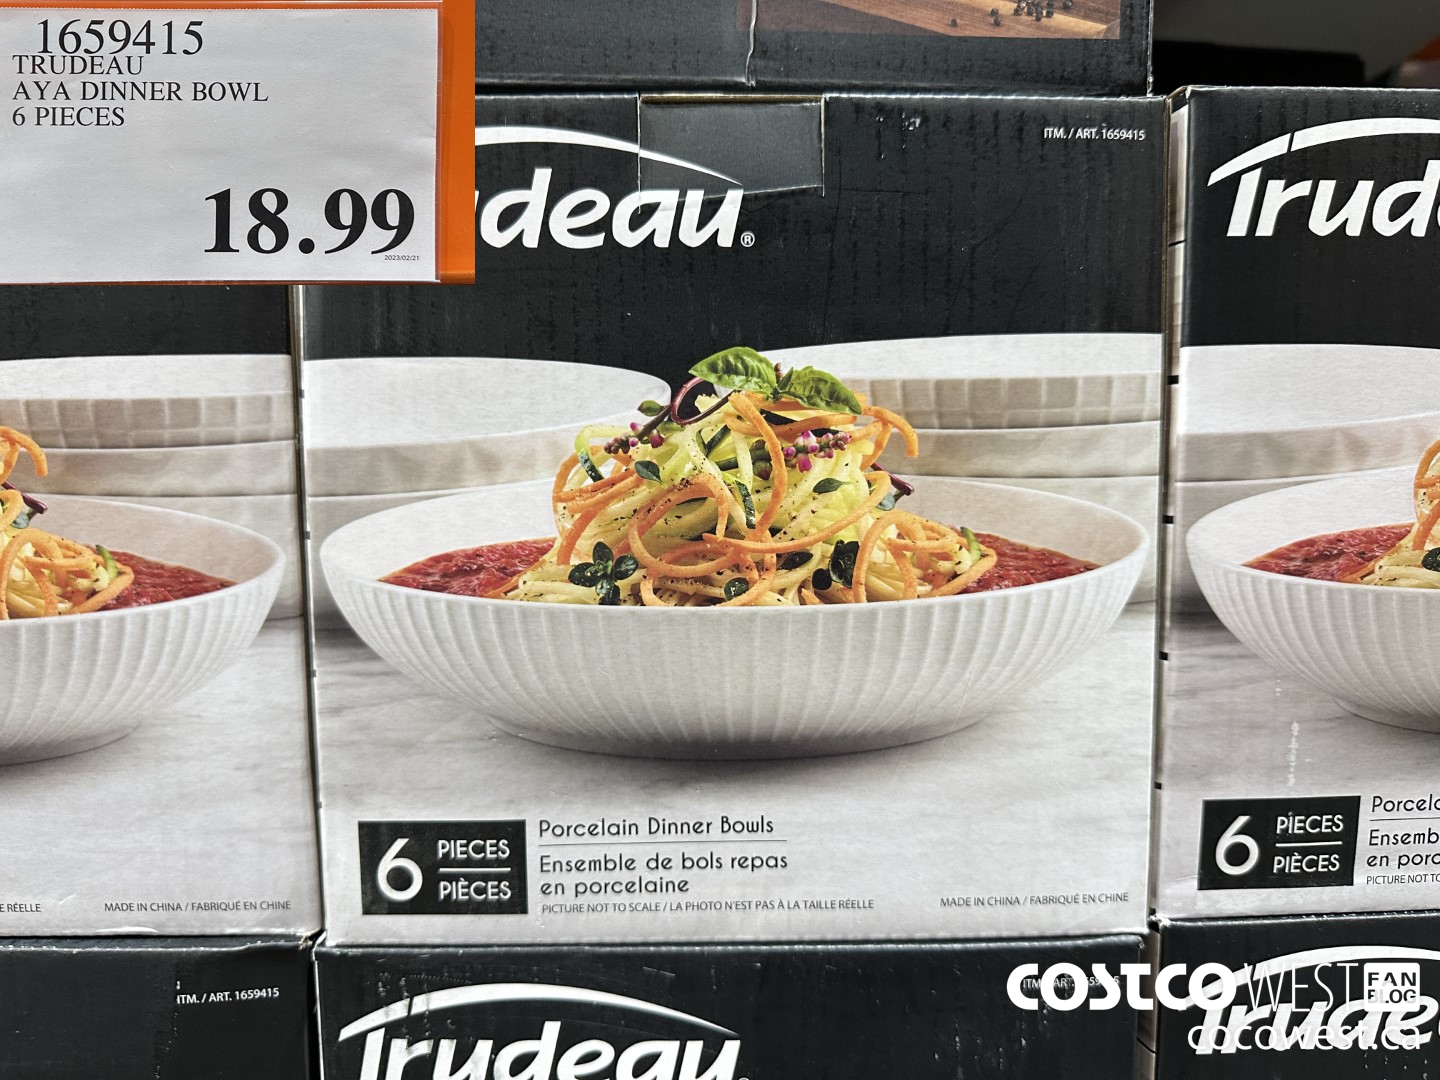 1659415
TRUDEAU
AYA DINNER BOWL
6 PIECES
18.99
2023/02/21
deau®
ITM. / ART. 1659415
Trud
6 PIECES
PIÈCES
Porcelain Dinner Bowls
Ensemble de bols repas
en porcelaine
PICTURE NOT TO SCALE / LA PHOTO N'EST PAS À LA TAILLE RÉELLE
MADE IN CHINA / FABRIQUÉ EN CHINE
E RÉELLE
MADE IN CHINA / FABRIQUÉ EN CHINE
6 PIECES
PIÈCES
Porcela
Ensemb
en porc
PICTURE NOT TO
ITM. / ART. 1659415
Trudeau
Trude
COSTCO WEST FAN BLOG
cocowest.ca